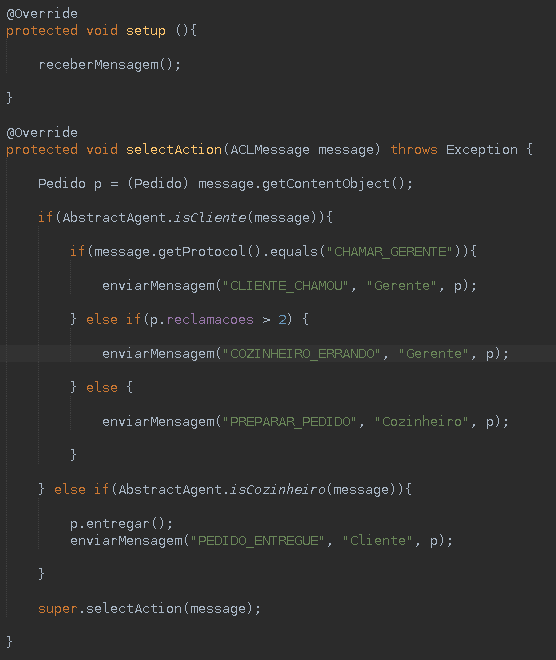 @Override
protected void setup (){
receberMensagem();
}
@Override
protected void selectAction(ACLMessage message) throws Exception {
Pedido p = (Pedido) message.getContentObject();
if(AbstractAgent.isCliente(message)){
if(message.getProtocol().equals("CHAMAR_GERENTE")){
enviarMensagem("CLIENTE_CHAMOU", "Gerente", p);
} else if(p.reclamacoes > 2) {
enviarMensagem("COZINHEIRO_ERRANDO", "Gerente", p);
} else {
enviarMensagem("PREPARAR_PEDIDO", "Cozinheiro", p);
}
} else if(AbstractAgent.isCozinheiro(message)){
p.entregar();
enviarMensagem("PEDIDO_ENTREGUE", "Cliente", p);
}
super.selectAction(message);
}